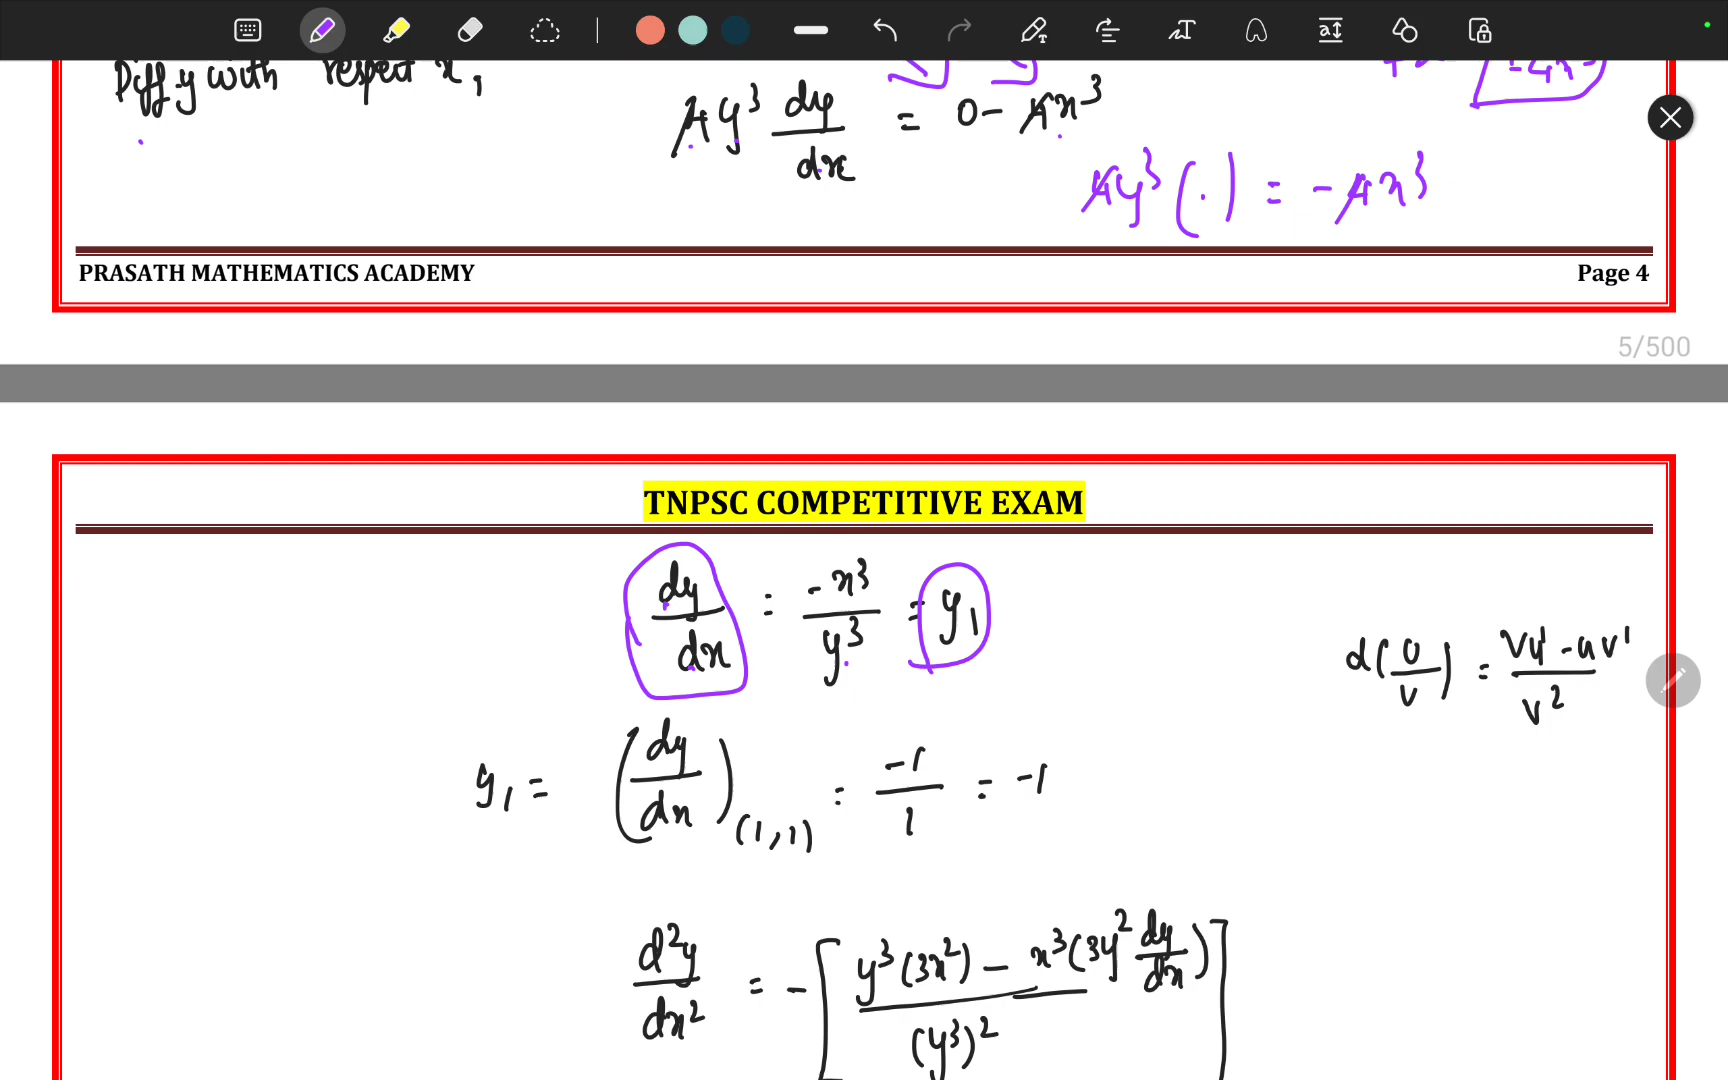 Diff y with respect x,
4y³ dy/dx = 0 - 4x³
4y³ (.) = -4x³
PRASATH MATHEMATICS ACADEMY Page 4
5/500
TNPSC COMPETITIVE EXAM
dy/dx = -x³/y³ = y₁
d(u/v) = (vu' - uv')/v²
y₁ = (dy/dx)(1,1) = -1/1 = -1
d²y/dx² = -[(y³(3x²) - x³(3y² dy/dx))/(y³)²]